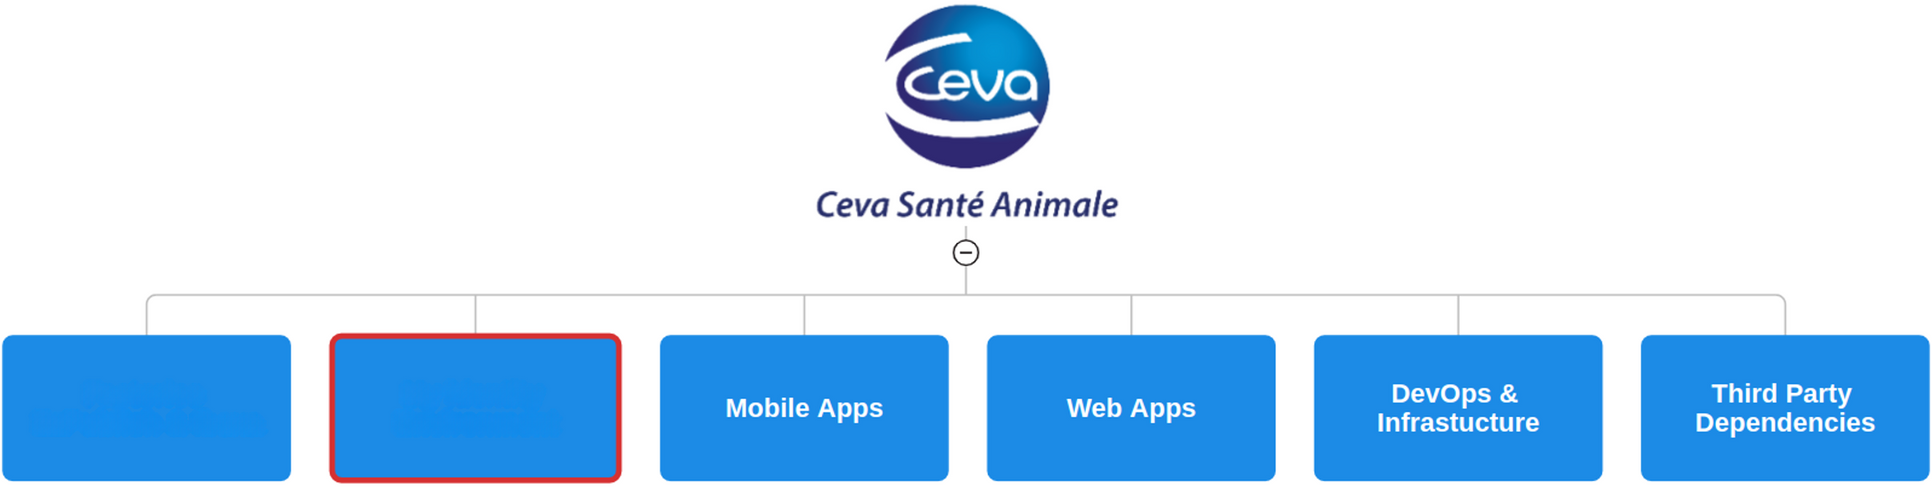 ceva
Ceva Santé Animale
Mobile Apps
Web Apps
DevOps &
Infrastucture
Third Party
Dependencies